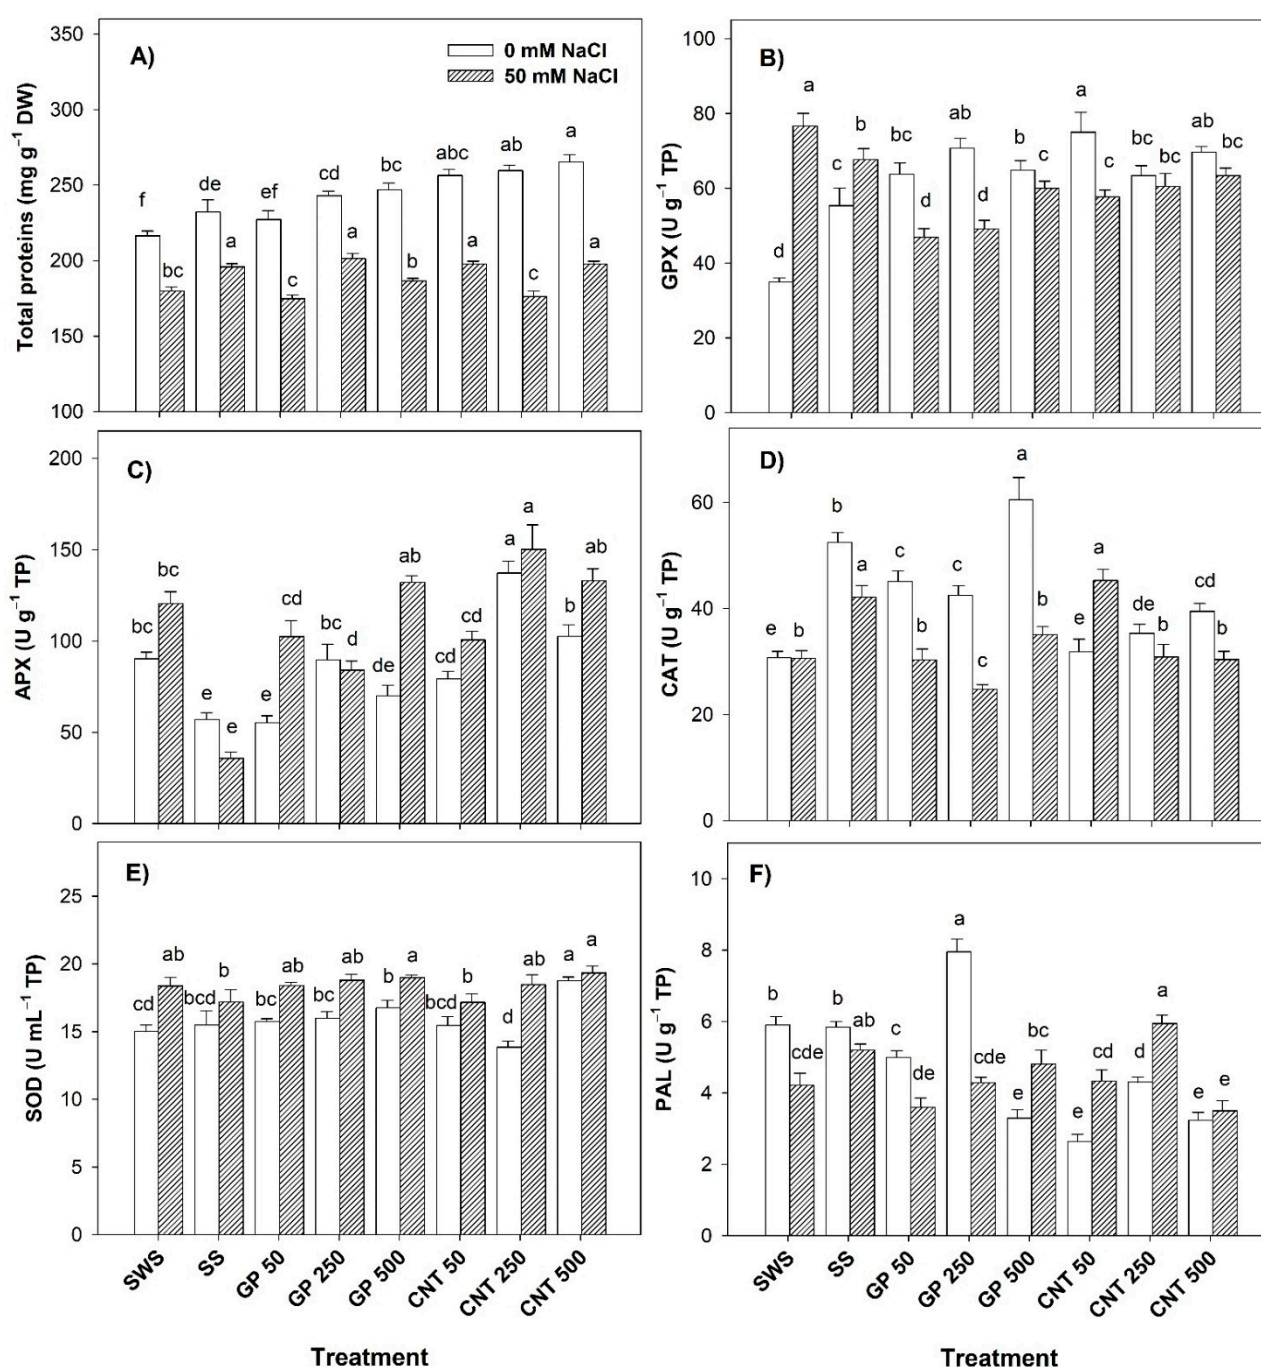 A)
0 mM NaCl
50 mM NaCl
Total proteins (mg g⁻¹ DW)
350
300
250
200
150
100
f bc de a ef c cd a bc b abc a ab c a a
B)
GPX (U g⁻¹ TP)
100
80
60
40
20
0
d a c b bc d ab d b c a c bc bc ab bc
C)
APX (U g⁻¹ TP)
200
150
100
50
0
bc bc e e e cd bc d de ab cd cd a a b ab
D)
CAT (U g⁻¹ TP)
60
40
20
0
e b b a c b c c a b e a de b cd b
E)
SOD (U mL⁻¹ TP)
25
20
15
10
5
0
cd ab bcd b bc ab bc ab b a bcd b d ab a a
SWS SS GP 50 GP 250 GP 500 CNT 50 CNT 250 CNT 500
Treatment
F)
PAL (U g⁻¹ TP)
10
8
6
4
2
0
b cde b ab c de a cde e bc e cd d a e e
SWS SS GP 50 GP 250 GP 500 CNT 50 CNT 250 CNT 500
Treatment